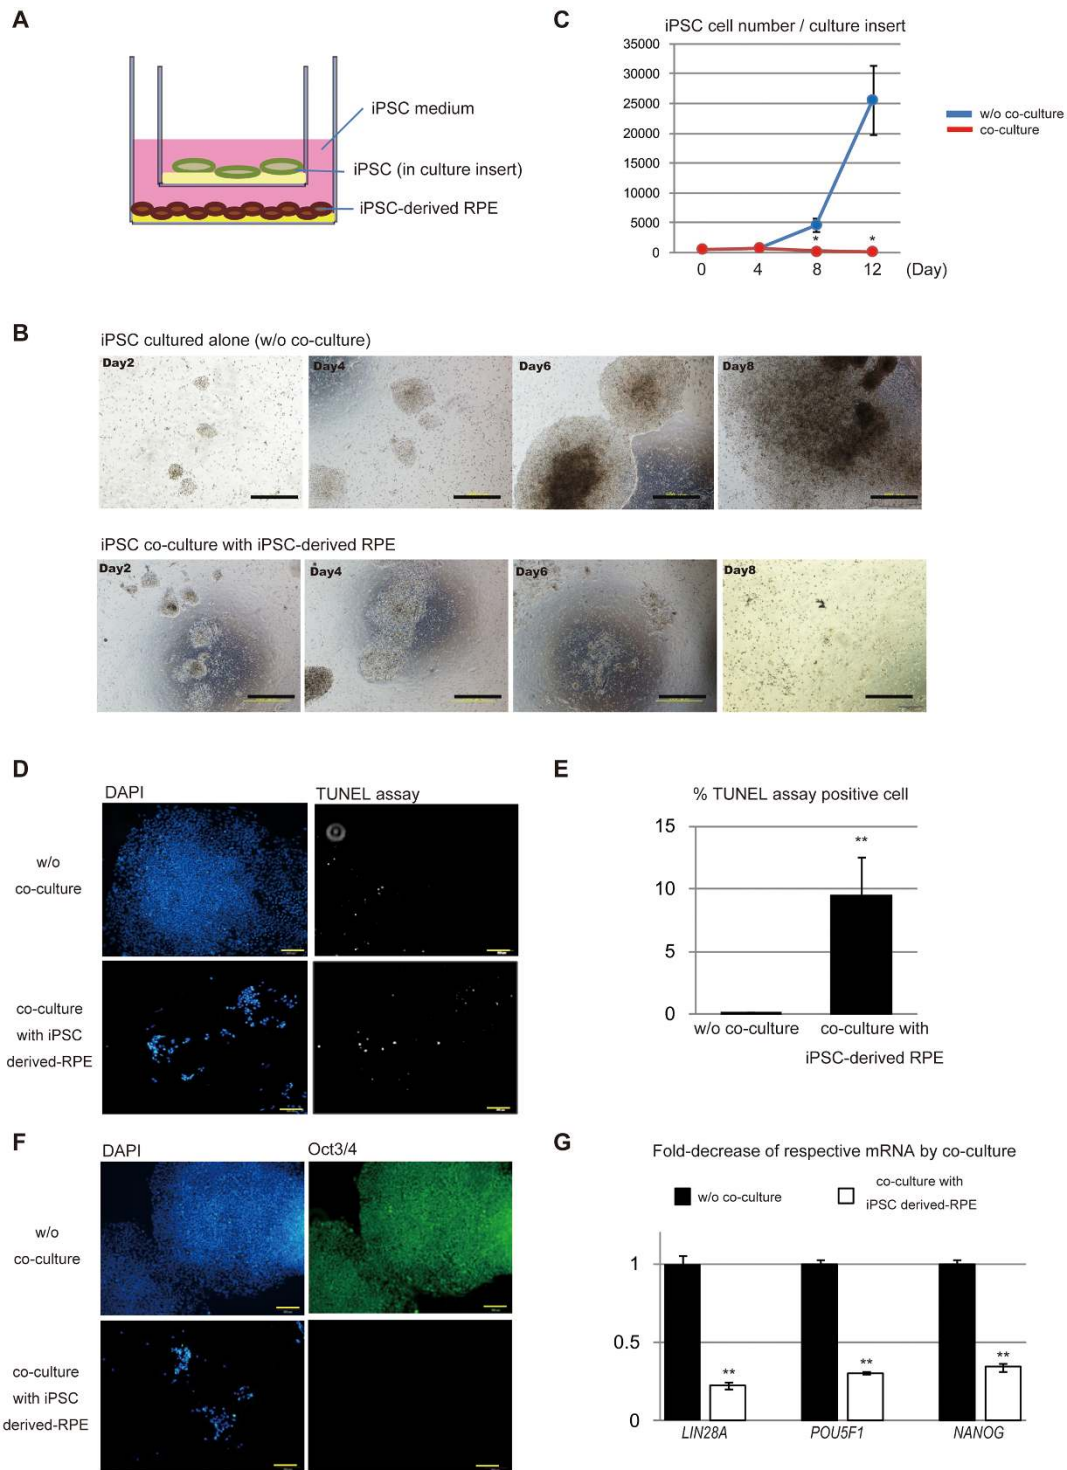 A
iPSC medium
iPSC (in culture insert)
iPSC-derived RPE
C
iPSC cell number / culture insert
35000
30000
25000
20000
15000
10000
5000
0
0 4 8 12 (Day)
* *
w/o co-culture
co-culture
B
iPSC cultured alone (w/o co-culture)
Day2 Day4 Day6 Day8
iPSC co-culture with iPSC-derived RPE
Day2 Day4 Day6 Day8
D
DAPI TUNEL assay
w/o
co-culture
co-culture
with iPSC
derived-RPE
E
% TUNEL assay positive cell
15
10
5
0
**
w/o co-culture co-culture with
iPSC-derived RPE
F
DAPI Oct3/4
w/o
co-culture
co-culture
with iPSC
derived-RPE
G
Fold-decrease of respective mRNA by co-culture
w/o co-culture
co-culture with
iPSC derived-RPE
1
0.5
0
** ** **
LIN28A POU5F1 NANOG